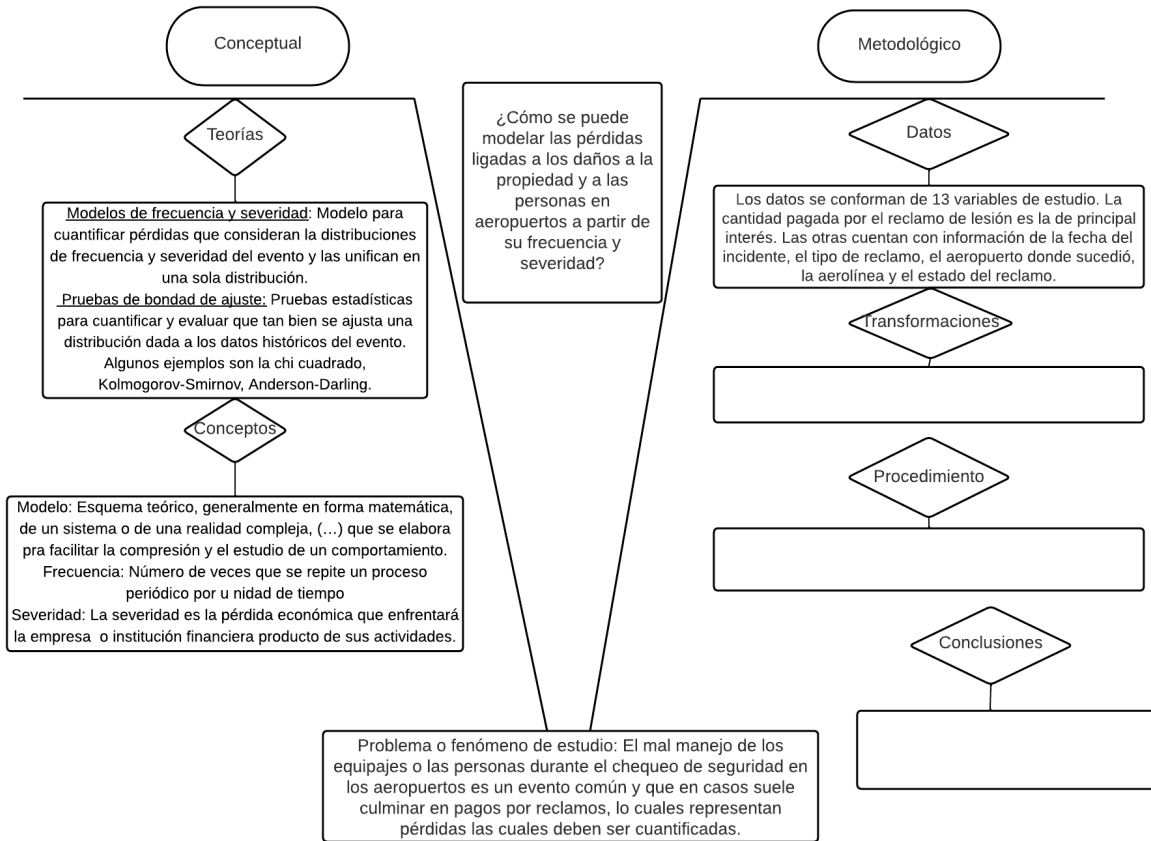 Conceptual
Teorías
Modelos de frecuencia y severidad: Modelo para
cuantificar pérdidas que consideran la distribuciones
de frecuencia y severidad del evento y las unifican en
una sola distribución.
Pruebas de bondad de ajuste: Pruebas estadísticas
para cuantificar y evaluar que tan bien se ajusta una
distribución dada a los datos históricos del evento.
Algunos ejemplos son la chi cuadrado,
Kolmogorov-Smirnov, Anderson-Darling.
Conceptos
Modelo: Esquema teórico, generalmente en forma matemática,
de un sistema o de una realidad compleja, (…) que se elabora
pra facilitar la compresión y el estudio de un comportamiento.
Frecuencia: Número de veces que se repite un proceso
periódico por u nidad de tiempo
Severidad: La severidad es la pérdida económica que enfrentará
la empresa o institución financiera producto de sus actividades.
¿Cómo se puede
modelar las pérdidas
ligadas a los daños a la
propiedad y a las
personas en
aeropuertos a partir de
su frecuencia y
severidad?
Metodológico
Datos
Los datos se conforman de 13 variables de estudio. La
cantidad pagada por el reclamo de lesión es la de principal
interés. Las otras cuentan con información de la fecha del
incidente, el tipo de reclamo, el aeropuerto donde sucedió,
la aerolínea y el estado del reclamo.
Transformaciones
Procedimiento
Conclusiones
Problema o fenómeno de estudio: El mal manejo de los
equipajes o las personas durante el chequeo de seguridad en
los aeropuertos es un evento común y que en casos suele
culminar en pagos por reclamos, lo cuales representan
pérdidas las cuales deben ser cuantificadas.